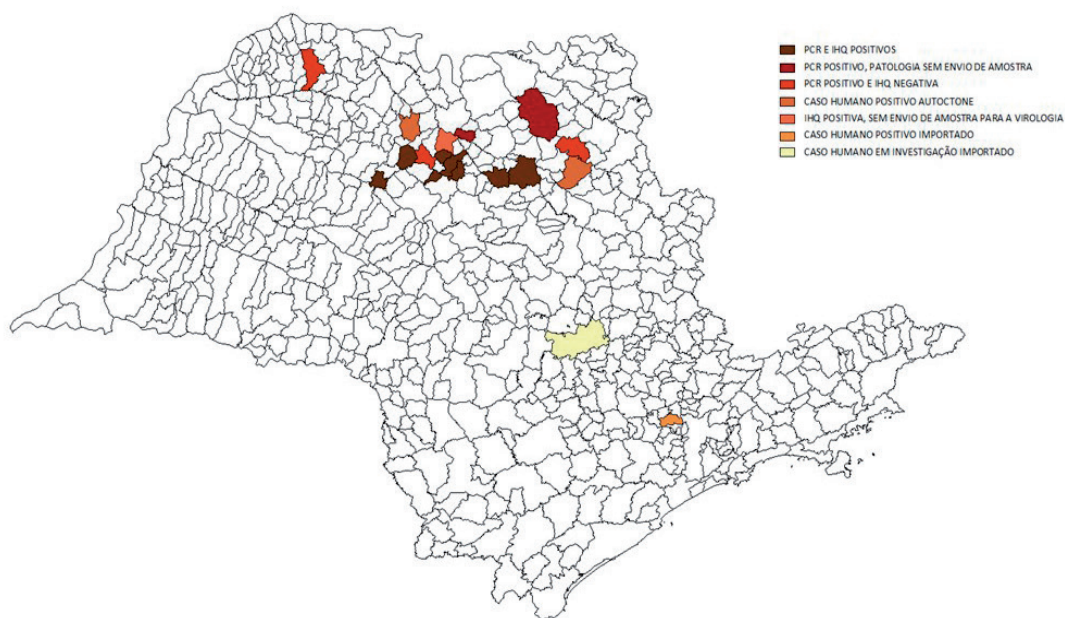 PCR E IHQ POSITIVOS
PCR POSITIVO, PATOLOGIA SEM ENVIO DE AMOSTRA
PCR POSITIVO E IHQ NEGATIVA
CASO HUMANO POSITIVO AUTOCTONE
IHQ POSITIVA, SEM ENVIO DE AMOSTRA PARA A VIROLOGIA
CASO HUMANO POSITIVO IMPORTADO
CASO HUMANO EM INVESTIGAÇÃO IMPORTADO